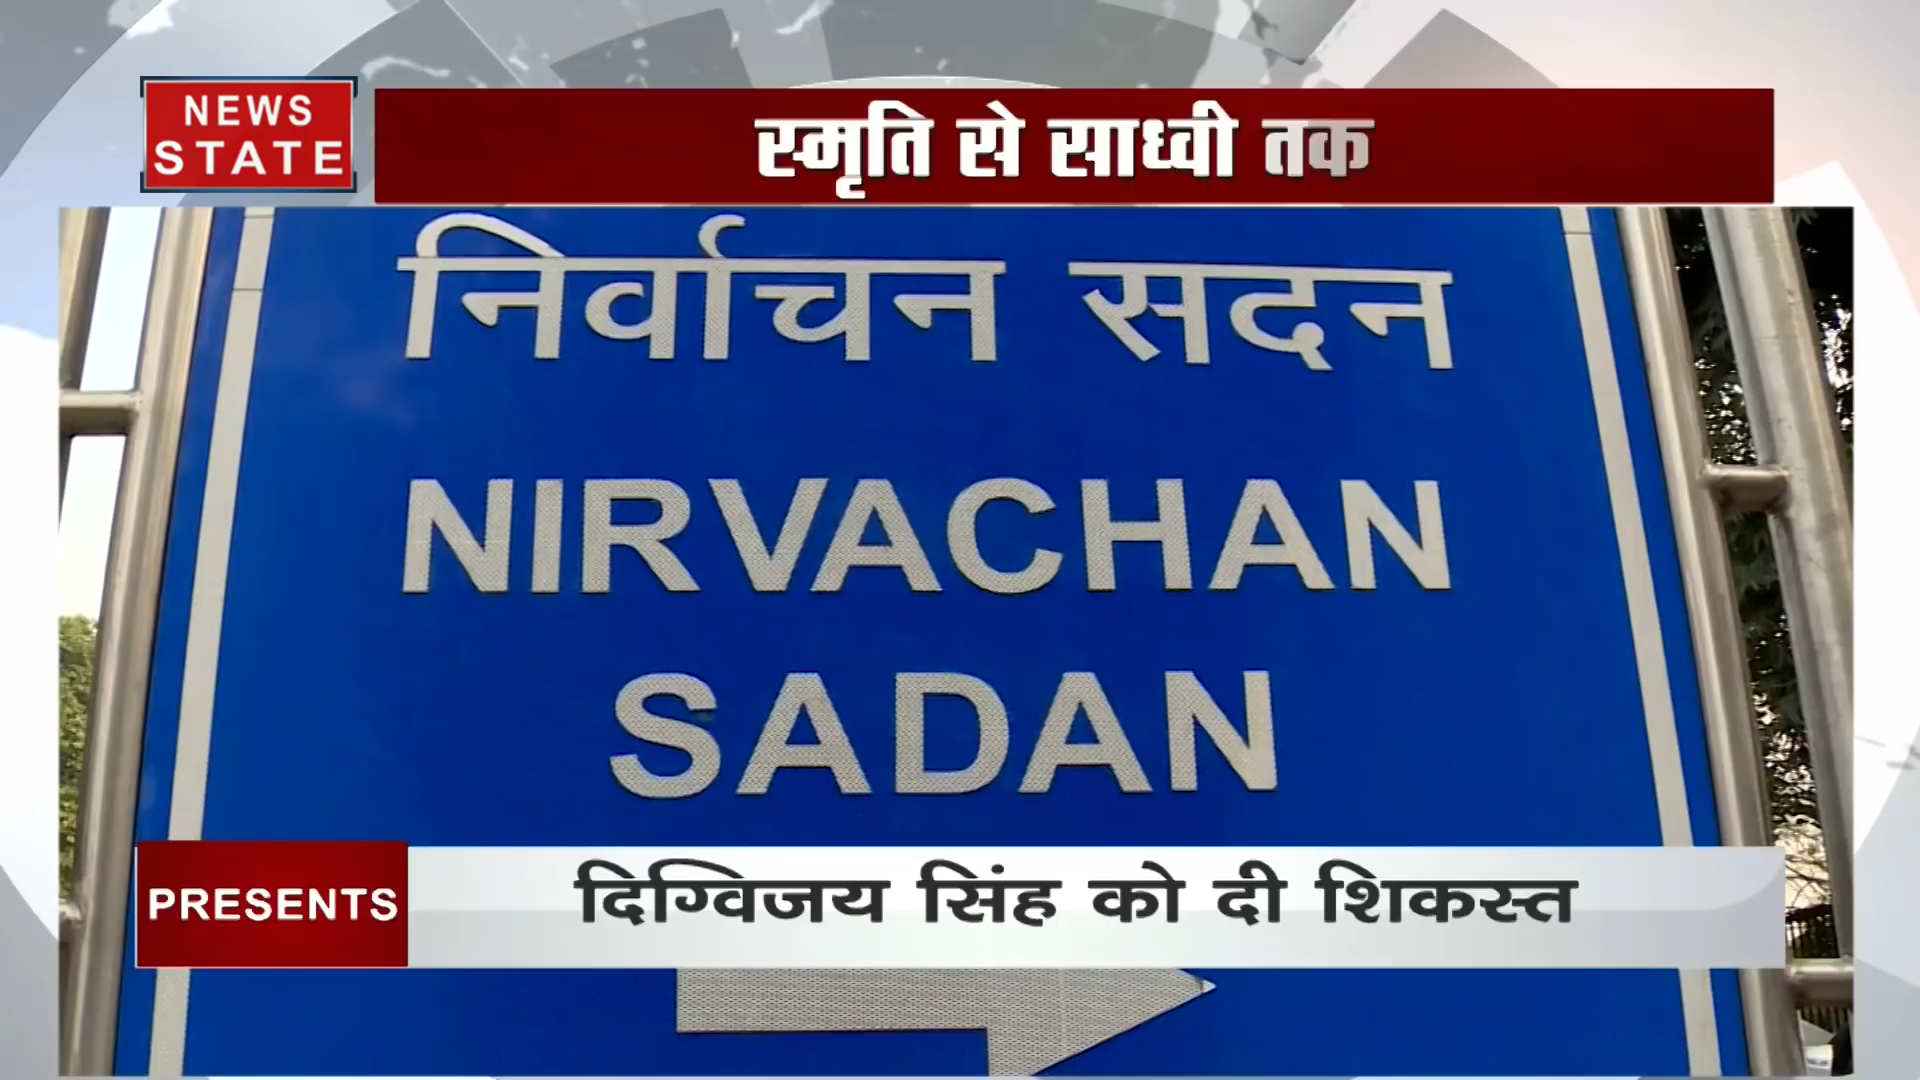 NEWS
STATE
स्मृति से साध्वी तक
निर्वाचन सदन
NIRVACHAN
SADAN
PRESENTS
दिग्विजय सिंह को दी शिकस्त